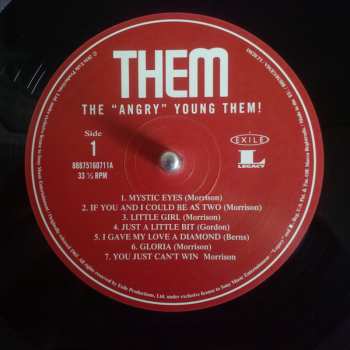 THEM
THE "ANGRY" YOUNG THEM!
Side
1
88875160711A
33 ⅓ RPM
EXILE
L
LEGACY
1. MYSTIC EYES (Morrison)
2. IF YOU AND I COULD BE AS TWO (Morrison)
3. LITTLE GIRL (Morrison)
4. JUST A LITTLE BIT (Gordon)
5. I GAVE MY LOVE A DIAMOND (Berns)
6. GLORIA (Morrison)
7. YOU JUST CAN'T WIN Morrison